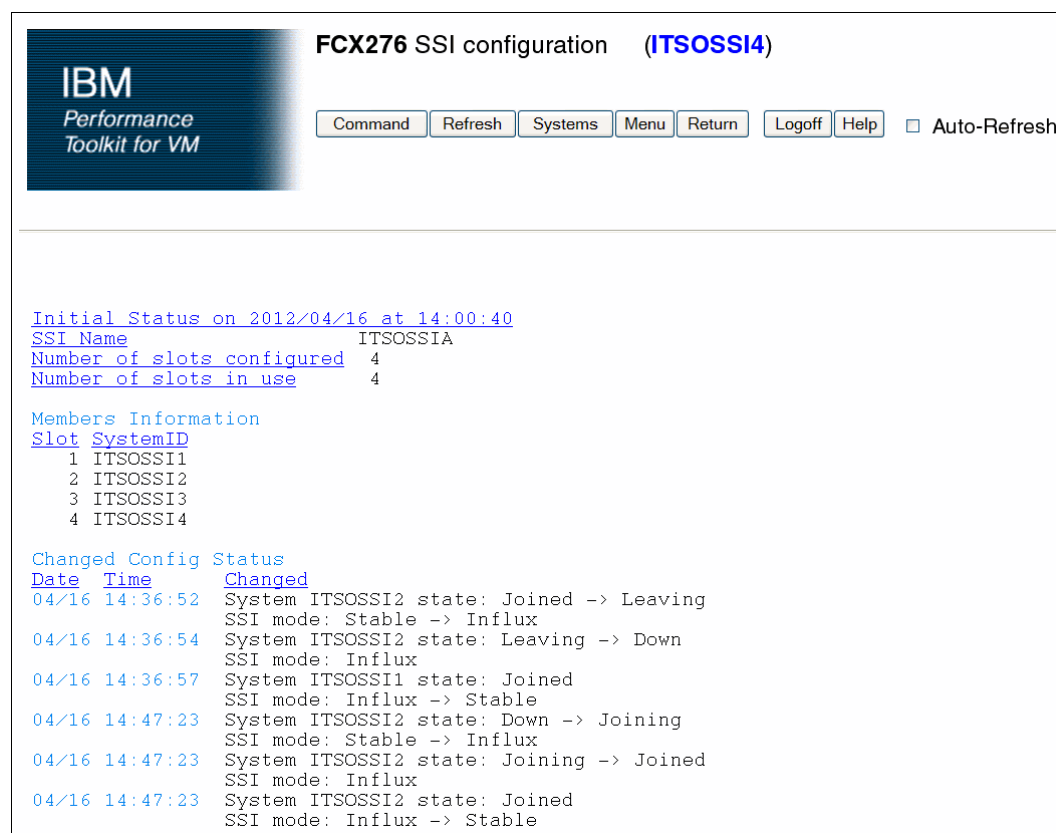 FCX276 SSI configuration (ITSOSSI4)
IBM
Performance
Toolkit for VM
Command Refresh Systems Menu Return Logoff Help Auto-Refresh
Initial Status on 2012/04/16 at 14:00:40
SSI Name ITSOSSIA
Number of slots configured 4
Number of slots in use 4
Members Information
Slot SystemID
1 ITSOSSI1
2 ITSOSSI2
3 ITSOSSI3
4 ITSOSSI4
Changed Config Status
Date Time Changed
04/16 14:36:52 System ITSOSSI2 state: Joined -> Leaving
SSI mode: Stable -> Influx
04/16 14:36:54 System ITSOSSI2 state: Leaving -> Down
SSI mode: Influx
04/16 14:36:57 System ITSOSSI1 state: Joined
SSI mode: Influx -> Stable
04/16 14:47:23 System ITSOSSI2 state: Down -> Joining
SSI mode: Stable -> Influx
04/16 14:47:23 System ITSOSSI2 state: Joining -> Joined
SSI mode: Influx
04/16 14:47:23 System ITSOSSI2 state: Joined
SSI mode: Influx -> Stable